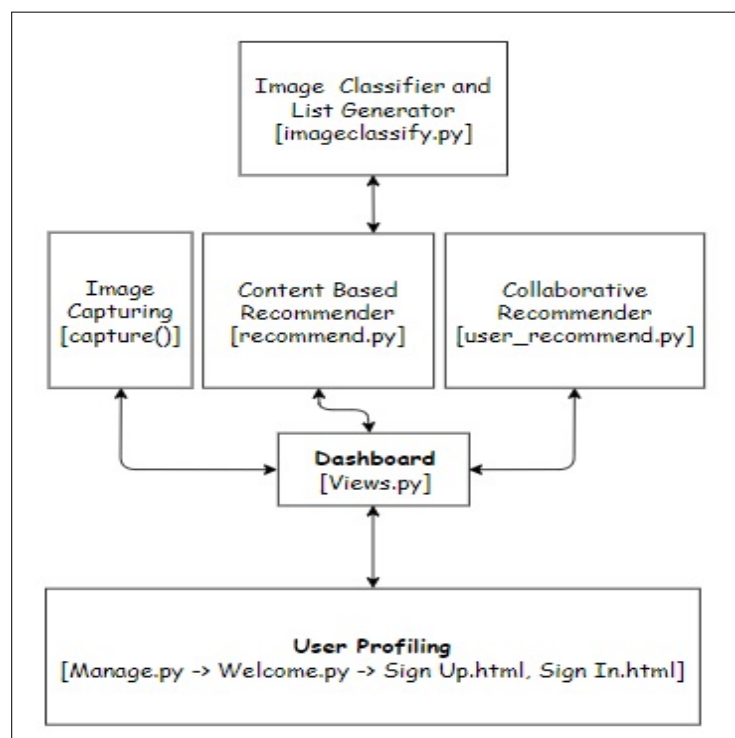 Image Classifier and
List Generator
[imageclassify.py]
Image
Capturing
[capture()]
Content Based
Recommender
[recommend.py]
Collaborative
Recommender
[user_recommend.py]
Dashboard
[Views.py]
User Profiling
[Manage.py -> Welcome.py -> Sign Up.html, Sign In.html]